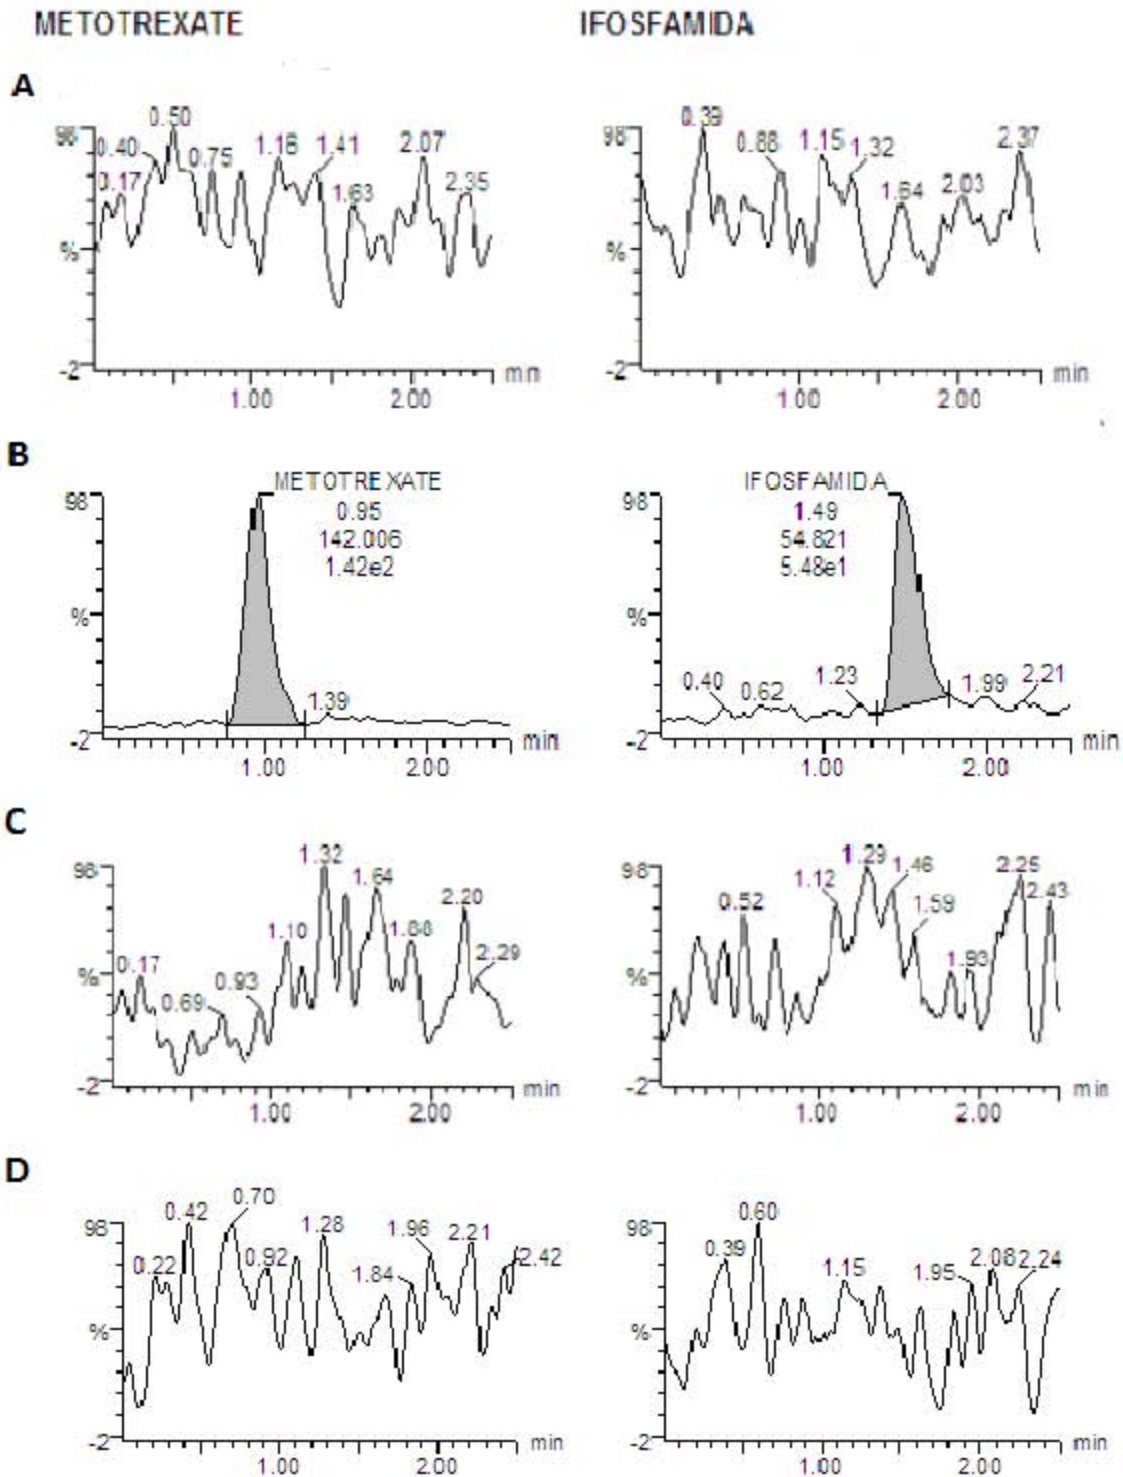 METOTREXATE IFOSFAMIDA
A
98 0.40 0.17 0.50 0.75 1.16 1.41 1.63 2.07 2.35
%
-2
1.00 2.00 min
98 0.39 0.88 1.15 1.32 1.64 2.03 2.37
%
-2
1.00 2.00 min
B
98 METOTREXATE
0.95
142.006
1.42e2
%
1.39
-2
1.00 2.00 min
98 IFOSFAMIDA
1.49
54.821
5.48e1
%
0.40 0.62 1.23 1.99 2.21
-2
1.00 2.00 min
C
98 0.17 0.69 0.93 1.10 1.32 1.64 1.88 2.20 2.29
%
-2
1.00 2.00 min
98 0.52 1.12 1.29 1.46 1.59 1.93 2.25 2.43
%
-2
1.00 2.00 min
D
98 0.22 0.42 0.70 0.92 1.28 1.84 1.96 2.21 2.42
%
-2
1.00 2.00 min
98 0.39 0.60 1.15 1.95 2.08 2.24
%
-2
1.00 2.00 min